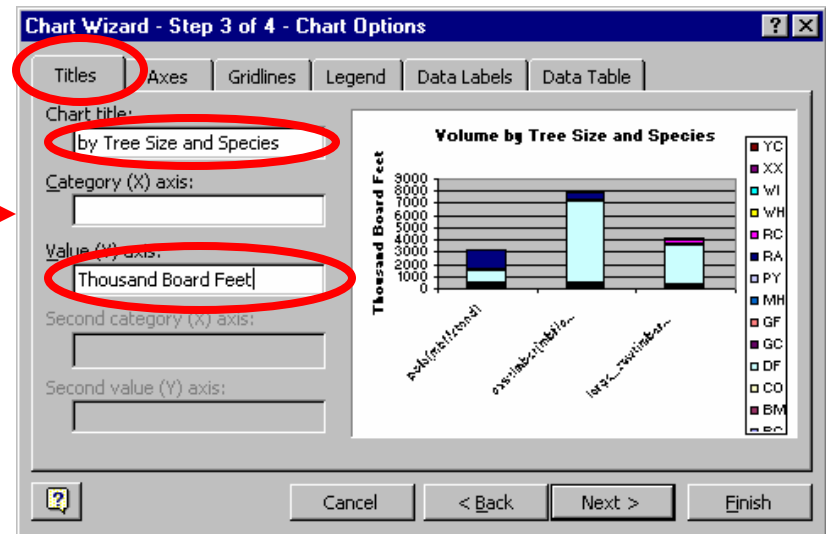 Chart Wizard - Step 3 of 4 - Chart Options
Titles Axes Gridlines Legend Data Labels Data Table
Chart title:
by Tree Size and Species
Category (X) axis:
Value (Y) axis:
Thousand Board Feet
Second category (X) axis:
Second value (Y) axis:
Volume by Tree Size and Species
Thousand Board Feet
9000
8000
7000
6000
5000
4000
3000
2000
1000
0
YC
XX
WI
WH
RC
RA
PY
MH
GF
GC
DF
CO
BM
Cancel < Back Next > Finish